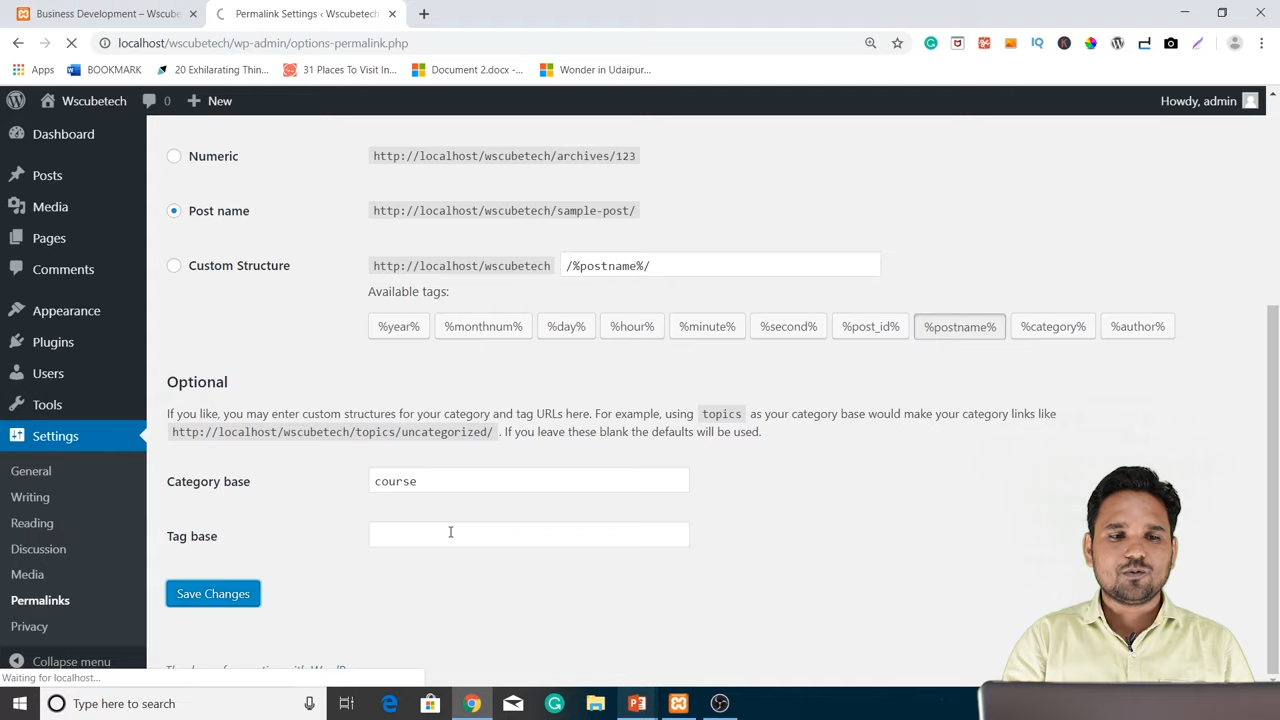 Business Development – Wscube
Permalink Settings ‹ Wscubetech
localhost/wscubetech/wp-admin/options-permalink.php
Apps
BOOKMARK
20 Exhilarating Thin...
31 Places To Visit In...
Document 2.docx -...
Wonder in Udaipur...
Wscubetech
0
New
Howdy, admin
Dashboard
Posts
Media
Pages
Comments
Appearance
Plugins
Users
Tools
Settings
General
Writing
Reading
Discussion
Media
Permalinks
Privacy
Collapse menu
Numeric http://localhost/wscubetech/archives/123
Post name http://localhost/wscubetech/sample-post/
Custom Structure http://localhost/wscubetech /%postname%/
Available tags:
%year% %monthnum% %day% %hour% %minute% %second% %post_id% %postname% %category% %author%
Optional
If you like, you may enter custom structures for your category and tag URLs here. For example, using topics as your category base would make your category links like
http://localhost/wscubetech/topics/uncategorized/ . If you leave these blank the defaults will be used.
Category base course
Tag base
Save Changes
Waiting for localhost...
Type here to search